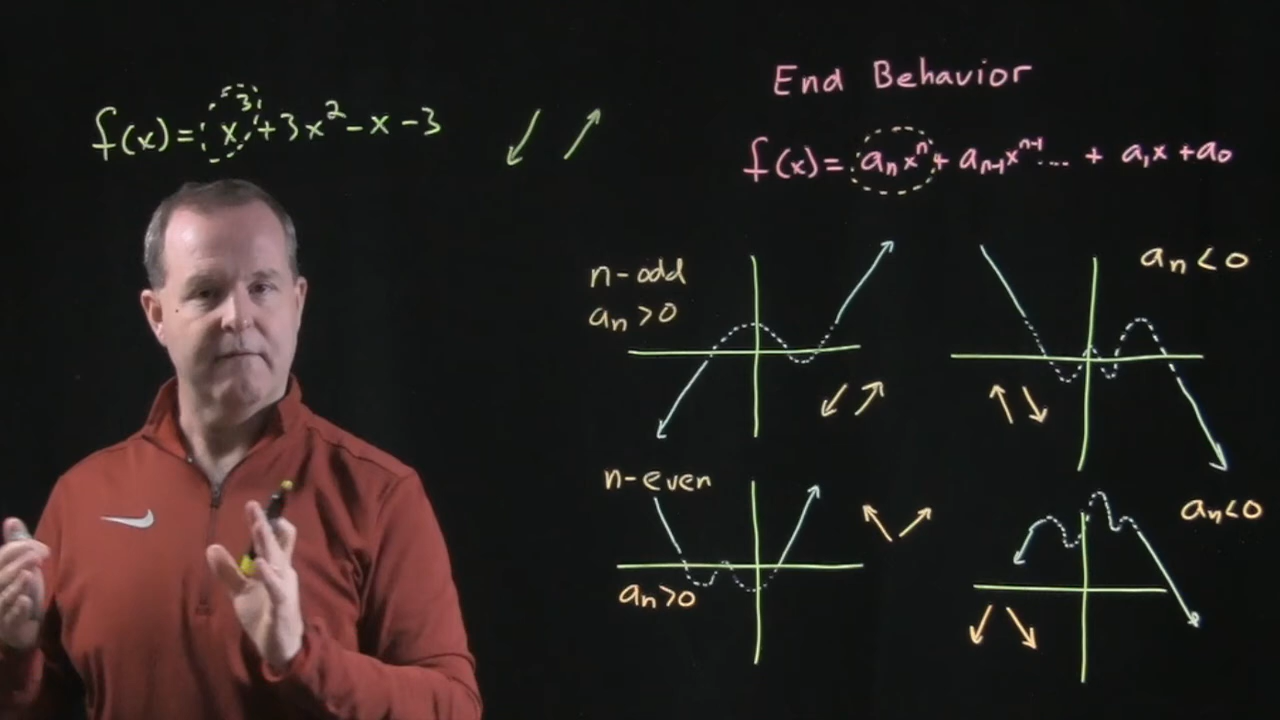 End Behavior
f(x) = x³ + 3x² - x - 3
f(x) = aₙxⁿ + aₙ₋₁xⁿ⁻¹ ... + a₁x + a₀
n-odd
aₙ > 0
aₙ < 0
n-even
aₙ > 0
aₙ < 0